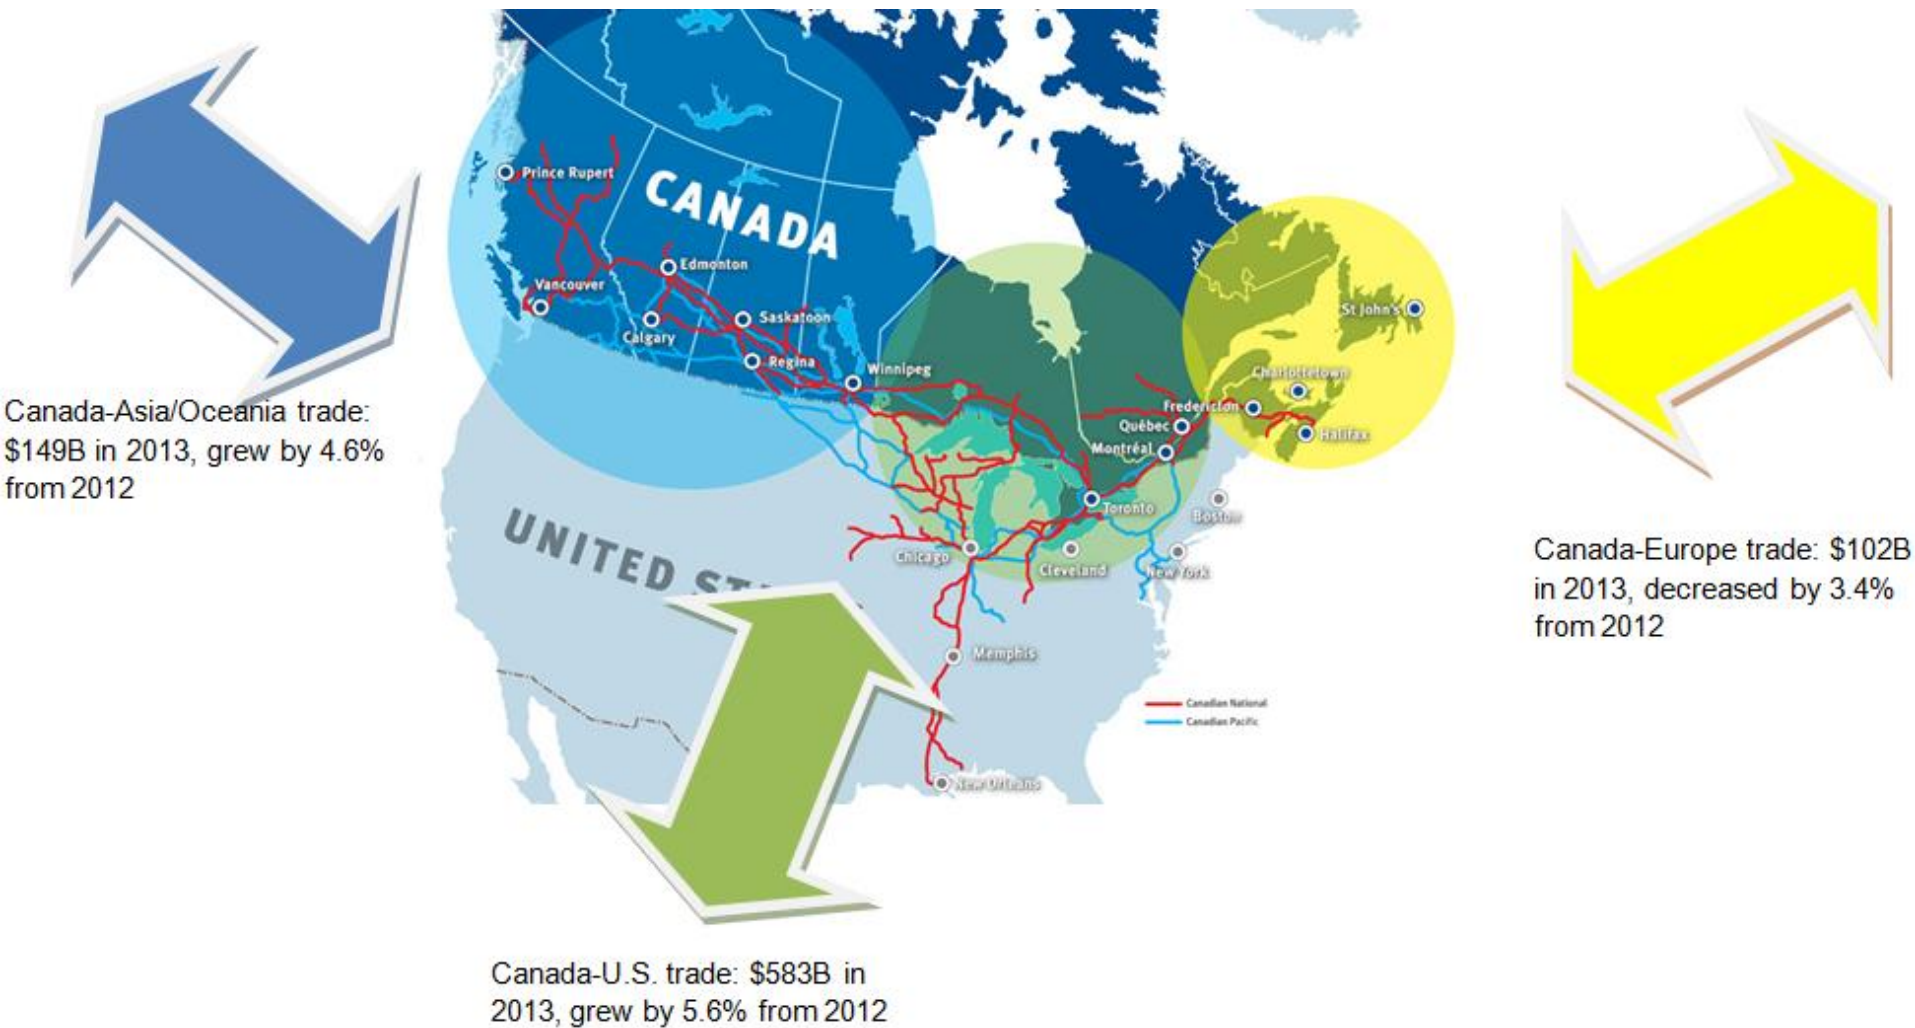 Prince Rupert
CANADA
Edmonton
Vancouver
Saskatoon
Calgary
Regina
Winnipeg
St John's
Charlottetown
Fredericton
Québec
Halifax
Montréal
Toronto
Boston
Chicago
Cleveland
New York
UNITED
Memphis
New Orleans
Canadian National
Canadian Pacific
Canada-Asia/Oceania trade:
$149B in 2013, grew by 4.6%
from 2012
Canada-Europe trade: $102B
in 2013, decreased by 3.4%
from 2012
Canada-U.S. trade: $583B in
2013, grew by 5.6% from 2012